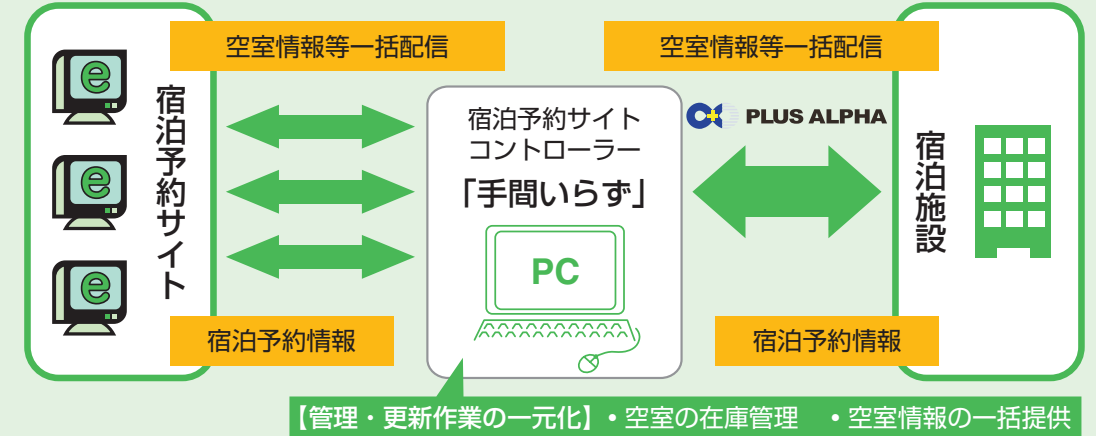 空室情報等一括配信
空室情報等一括配信
e
e
e
宿泊予約サイト
宿泊予約サイト
コントローラー
「手間いらず」
PC
C+ PLUS ALPHA
宿泊施設
宿泊予約情報
宿泊予約情報
【管理・更新作業の一元化】・空室の在庫管理 ・空室情報の一括提供